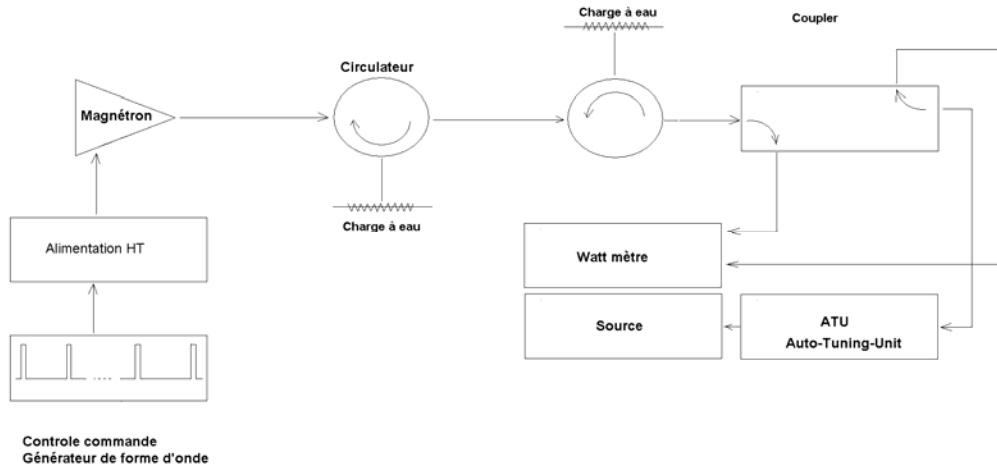 Charge à eau
Coupler
Circulateur
Magnétron
Charge à eau
Alimentation HT
Watt mètre
Source
ATU
Auto-Tuning-Unit
Controle commande
Générateur de forme d'onde